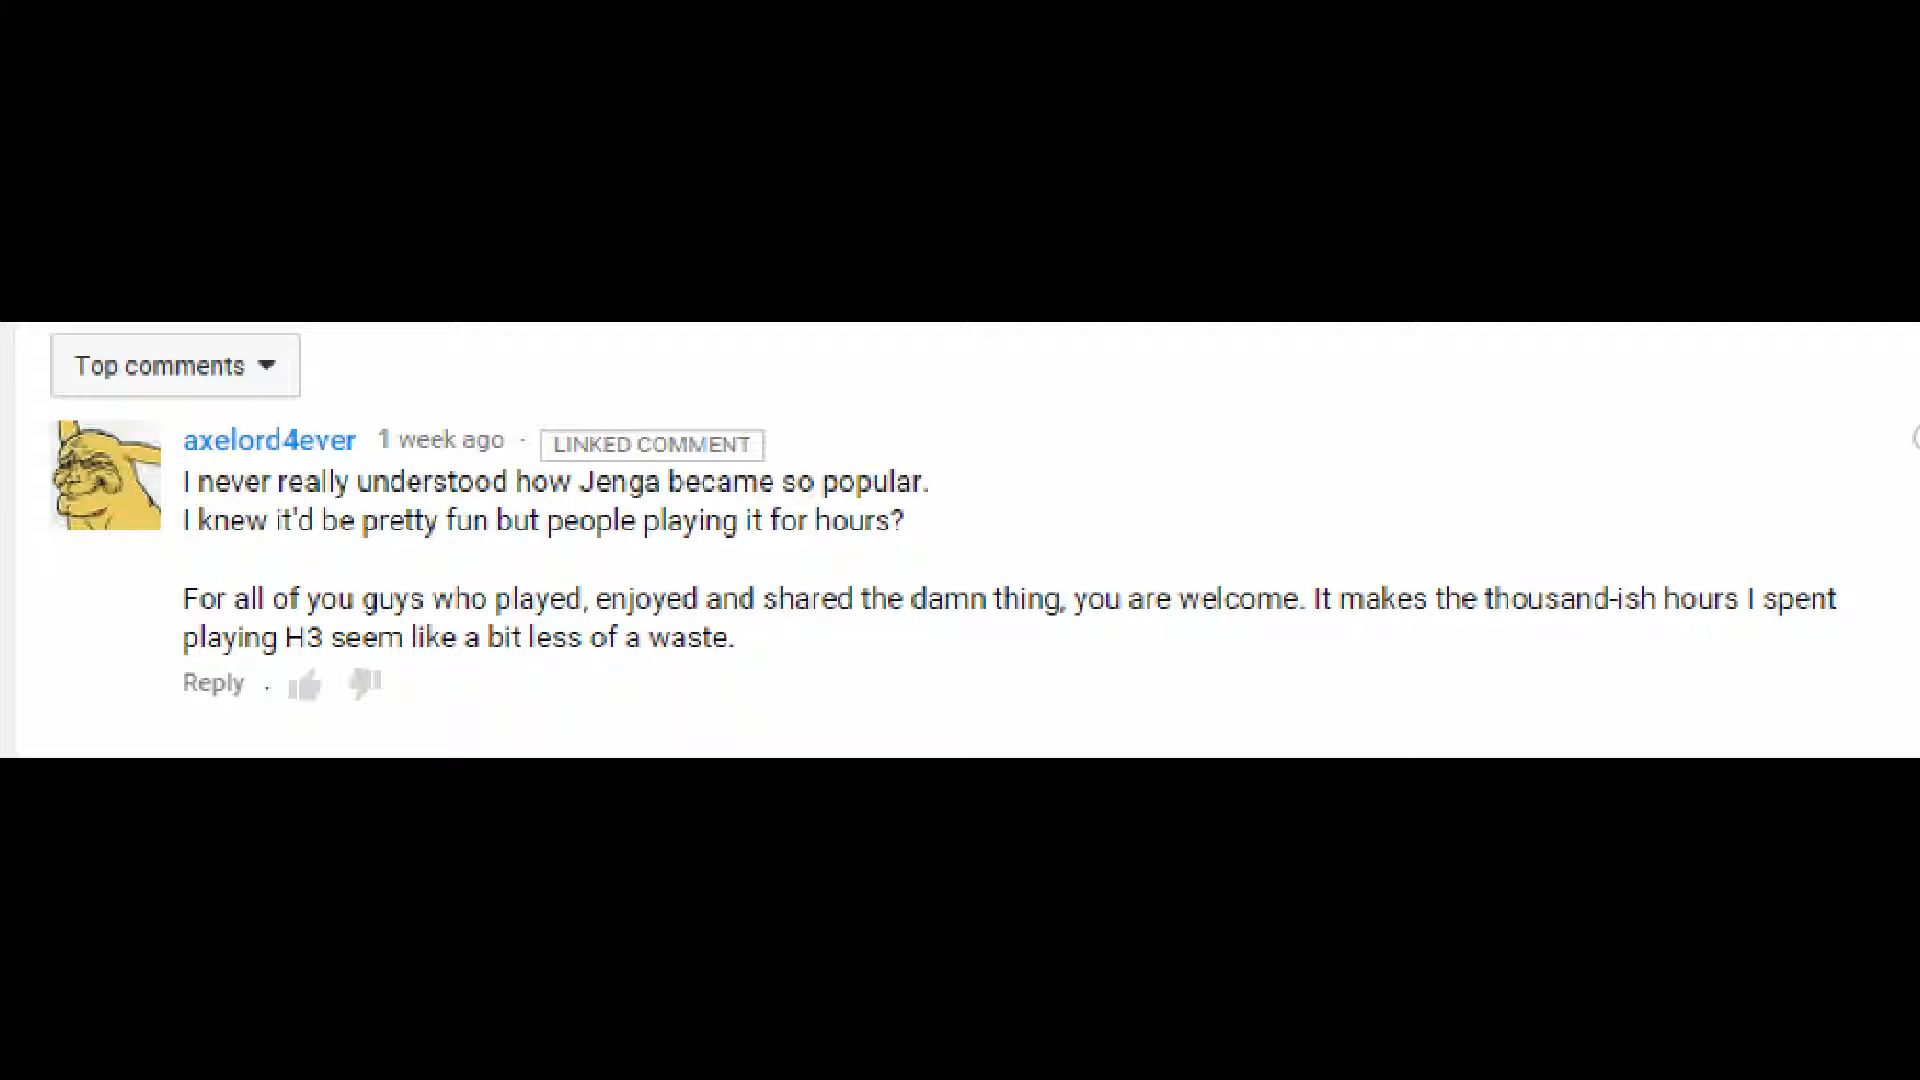 Top comments
axelord4ever 1 week ago · LINKED COMMENT
I never really understood how Jenga became so popular.
I knew it'd be pretty fun but people playing it for hours?
For all of you guys who played, enjoyed and shared the damn thing, you are welcome. It makes the thousand-ish hours I spent
playing H3 seem like a bit less of a waste.
Reply ·